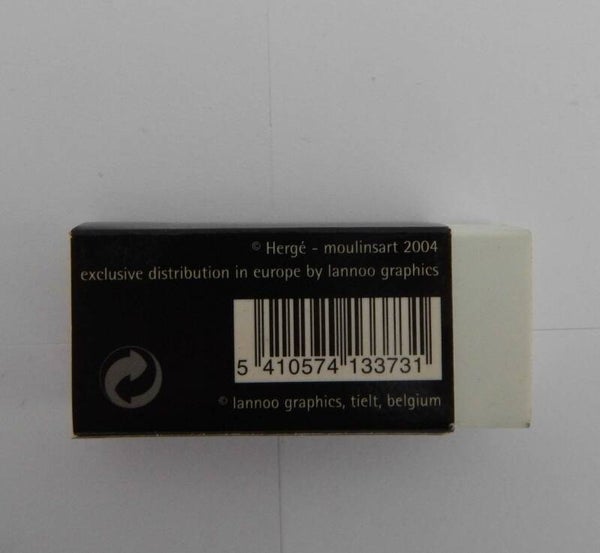 © Hergé - moulinsart 2004
exclusive distribution in europe by lannoo graphics
5 410574 133731
© lannoo graphics, tielt, belgium